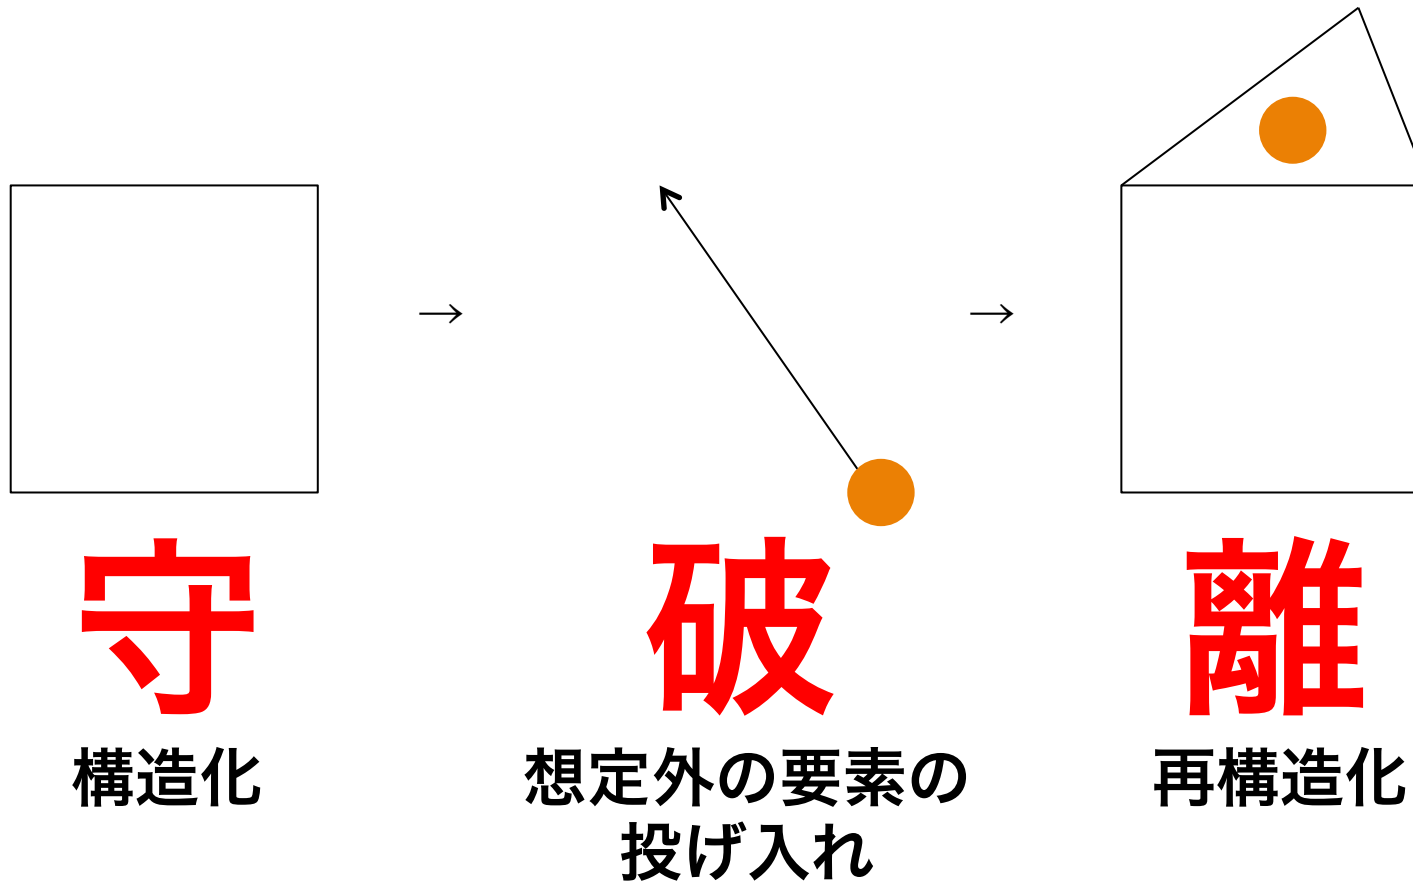 →
→
守
破
離
構造化
想定外の要素の
投げ入れ
再構造化